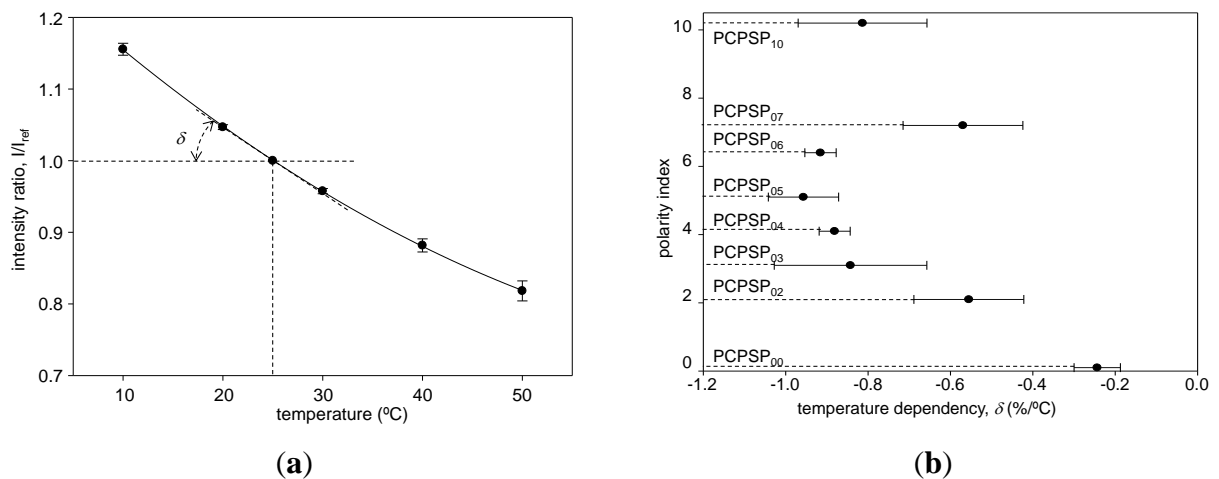 1.2
1.1
1.0
0.9
0.8
0.7
intensity ratio, I/I_ref
δ
10 20 30 40 50
temperature (ºC)
(a)
10
8
6
4
2
0
polarity index
PCPSP10
PCPSP07
PCPSP06
PCPSP05
PCPSP04
PCPSP03
PCPSP02
PCPSP00
-1.2 -1.0 -0.8 -0.6 -0.4 -0.2 0.0
temperature dependency, δ (%/ºC)
(b)